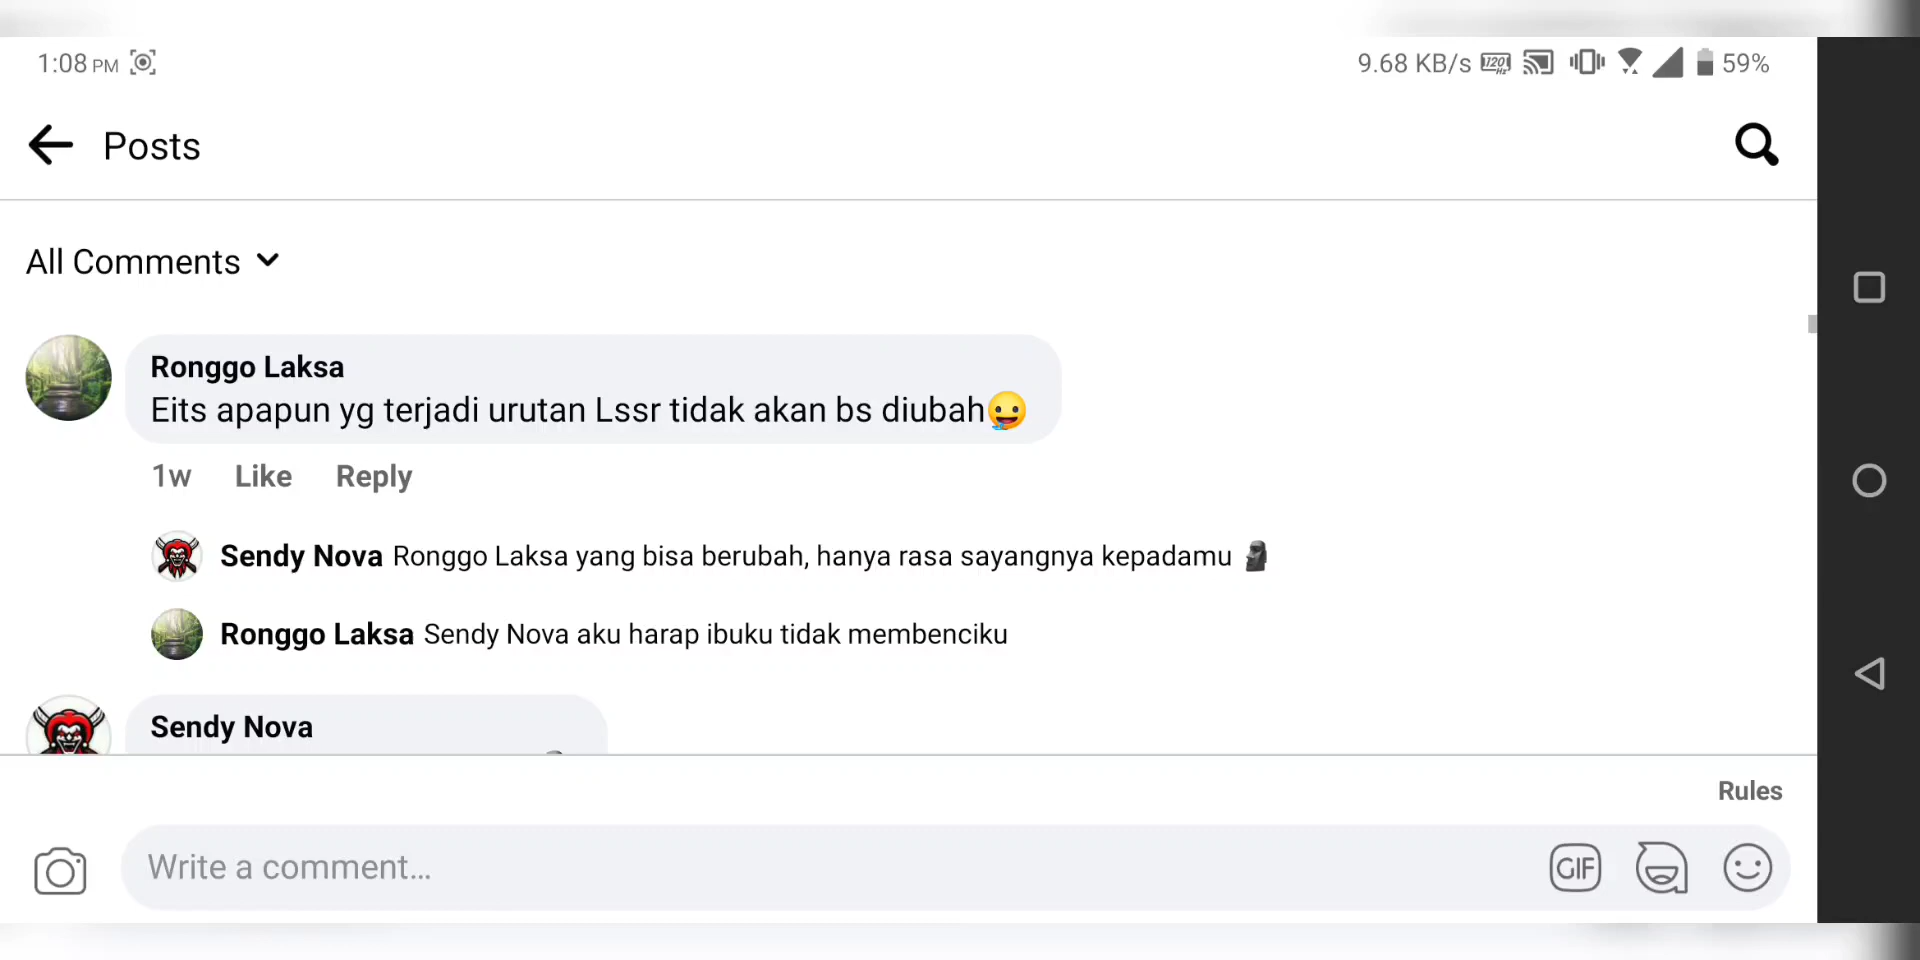 1:08 PM 9.68 KB/s 120 Hz 59%
Posts
All Comments
Ronggo Laksa
Eits apapun yg terjadi urutan Lssr tidak akan bs diubah
1w Like Reply
Sendy Nova Ronggo Laksa yang bisa berubah, hanya rasa sayangnya kepadamu 🗿
Ronggo Laksa Sendy Nova aku harap ibuku tidak membenciku
Sendy Nova
Rules
Write a comment...
GIF